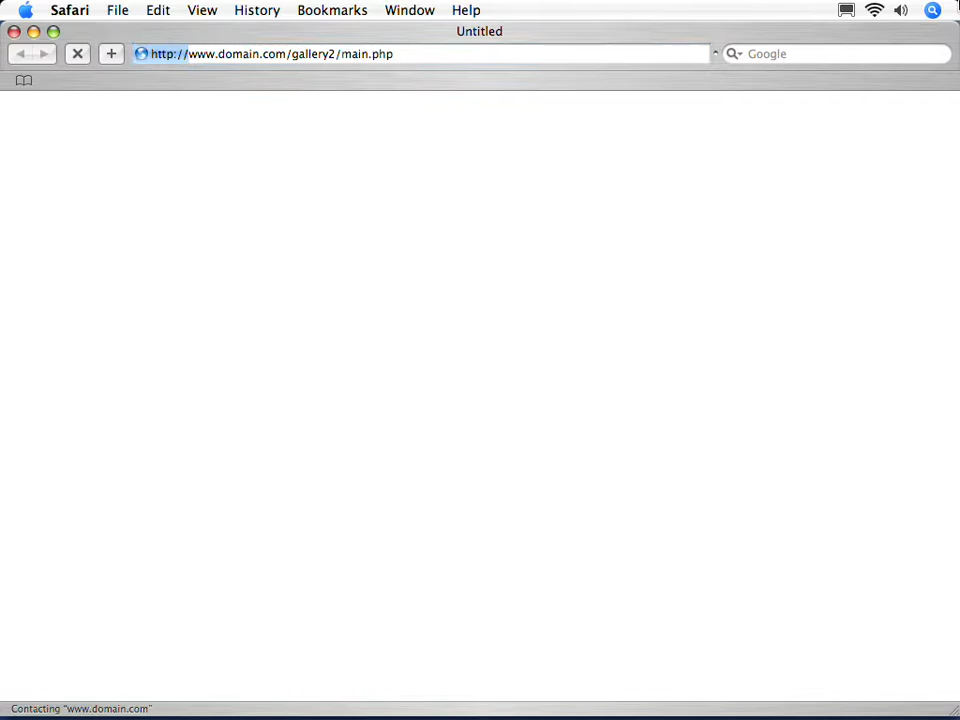 Safari File Edit View History Bookmarks Window Help
Untitled
http://www.domain.com/gallery2/main.php Google
Contacting "www.domain.com"